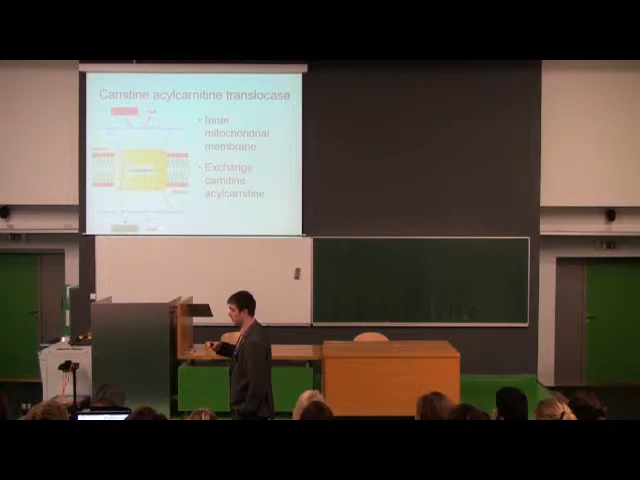 Carnitine acylcarnitine translocase
• Inner
mitochondrial
membrane
• Exchange
carnitine
acylcarnitine